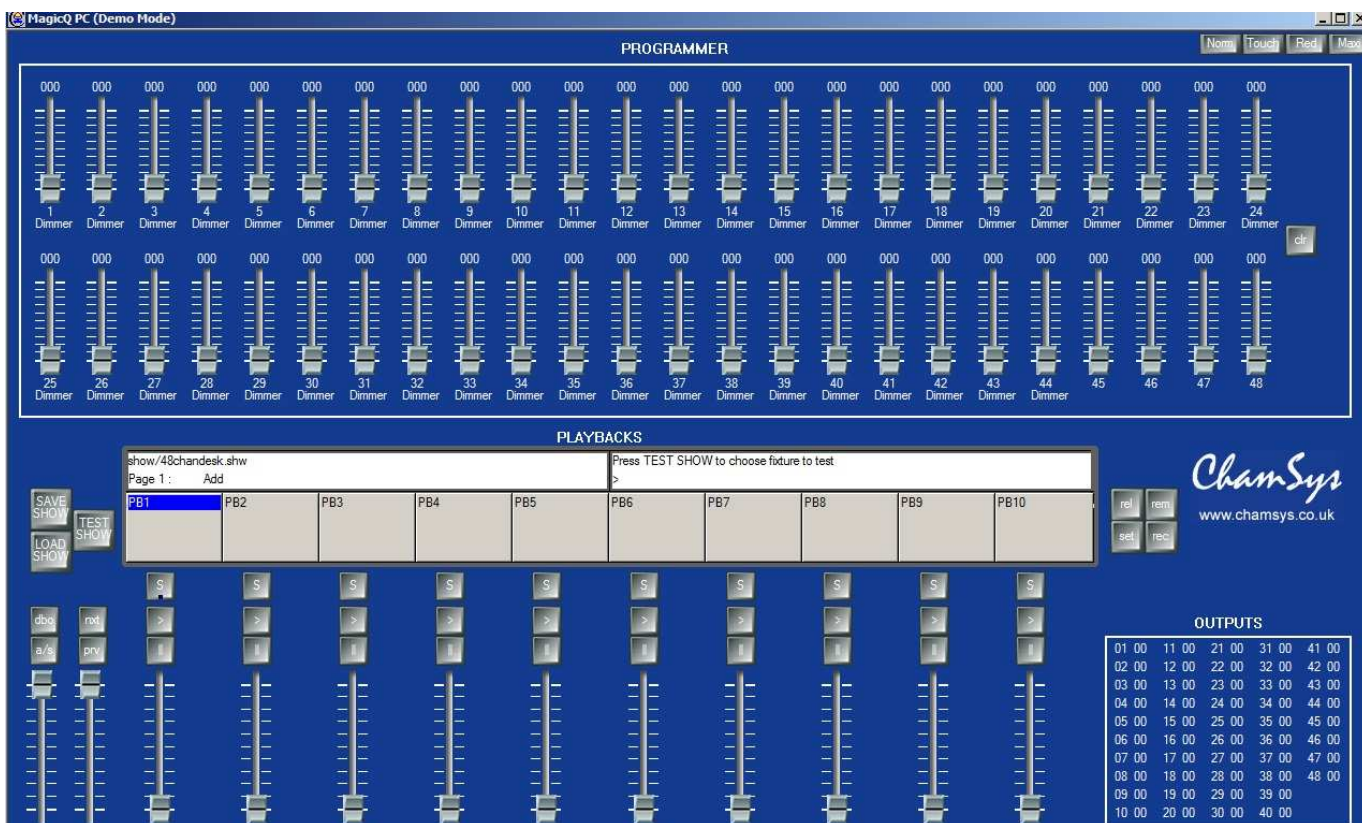 MagicQ PC (Demo Mode)
PROGRAMMER
Norm Touch Red Max
000 000 000 000 000 000 000 000 000 000 000 000 000 000 000 000 000 000 000 000 000 000 000 000
1 2 3 4 5 6 7 8 9 10 11 12 13 14 15 16 17 18 19 20 21 22 23 24
Dimmer Dimmer Dimmer Dimmer Dimmer Dimmer Dimmer Dimmer Dimmer Dimmer Dimmer Dimmer Dimmer Dimmer Dimmer Dimmer Dimmer Dimmer Dimmer Dimmer Dimmer Dimmer Dimmer Dimmer
clr
000 000 000 000 000 000 000 000 000 000 000 000 000 000 000 000 000 000 000 000 000 000 000 000
25 26 27 28 29 30 31 32 33 34 35 36 37 38 39 40 41 42 43 44 45 46 47 48
Dimmer Dimmer Dimmer Dimmer Dimmer Dimmer Dimmer Dimmer Dimmer Dimmer Dimmer Dimmer Dimmer Dimmer Dimmer Dimmer Dimmer Dimmer Dimmer Dimmer
PLAYBACKS
show/48chandesk.shw
Page 1 : Add
Press TEST SHOW to choose fixture to test
>
SAVE SHOW
TEST SHOW
LOAD SHOW
PB1 PB2 PB3 PB4 PB5 PB6 PB7 PB8 PB9 PB10
rel rem
set rec
ChamSys
www.chamsys.co.uk
S S S S S S S S S S
dbo nxt > > > > > > > > > >
a/s prv || || || || || || || || || ||
OUTPUTS
01 00 11 00 21 00 31 00 41 00
02 00 12 00 22 00 32 00 42 00
03 00 13 00 23 00 33 00 43 00
04 00 14 00 24 00 34 00 44 00
05 00 15 00 25 00 35 00 45 00
06 00 16 00 26 00 36 00 46 00
07 00 17 00 27 00 37 00 47 00
08 00 18 00 28 00 38 00 48 00
09 00 19 00 29 00 39 00
10 00 20 00 30 00 40 00